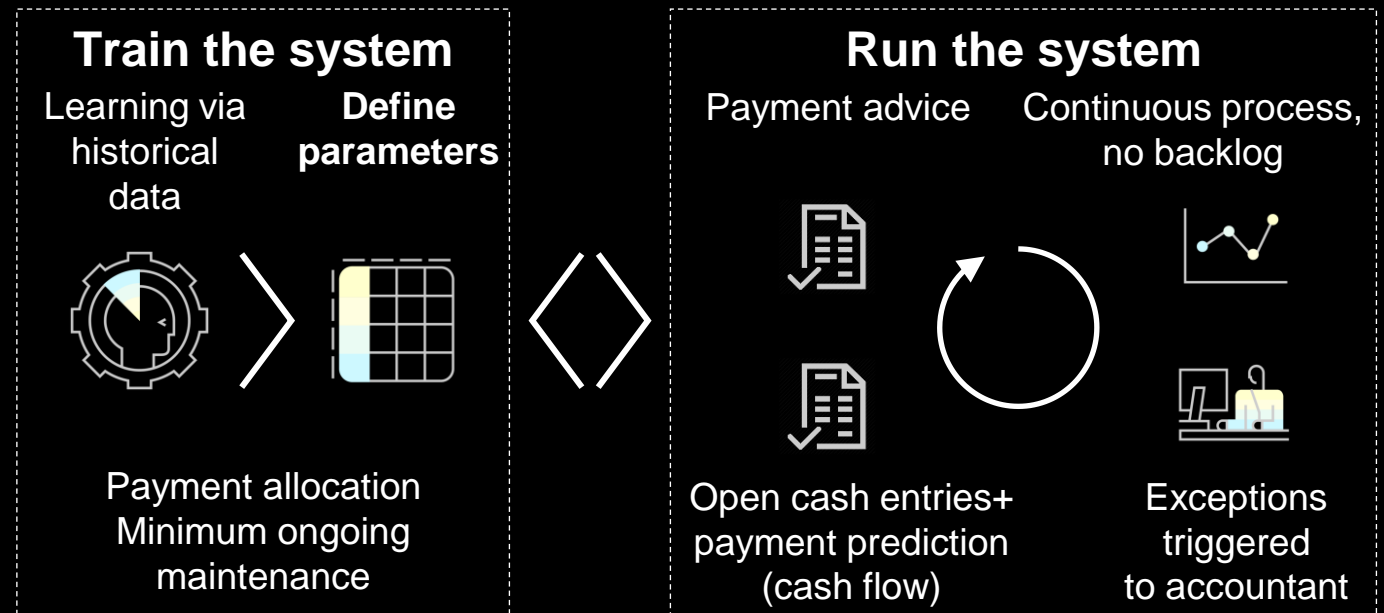 Train the system
Learning via
historical
data
Define
parameters
Payment allocation
Minimum ongoing
maintenance
Run the system
Payment advice
Continuous process,
no backlog
Open cash entries+
payment prediction
(cash flow)
Exceptions
triggered
to accountant